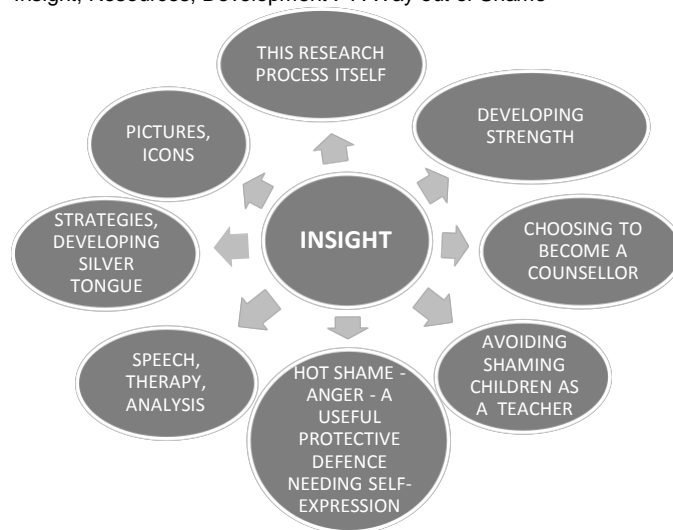 Insight, Resources, Development : A Way out of Shame
THIS RESEARCH
PROCESS ITSELF
DEVELOPING
STRENGTH
CHOOSING TO
BECOME A
COUNSELLOR
AVOIDING
SHAMING
CHILDREN AS
A TEACHER
HOT SHAME -
ANGER - A
USEFUL
PROTECTIVE
DEFENCE
NEEDING SELF-
EXPRESSION
SPEECH,
THERAPY,
ANALYSIS
STRATEGIES,
DEVELOPING
SILVER
TONGUE
PICTURES,
ICONS
INSIGHT